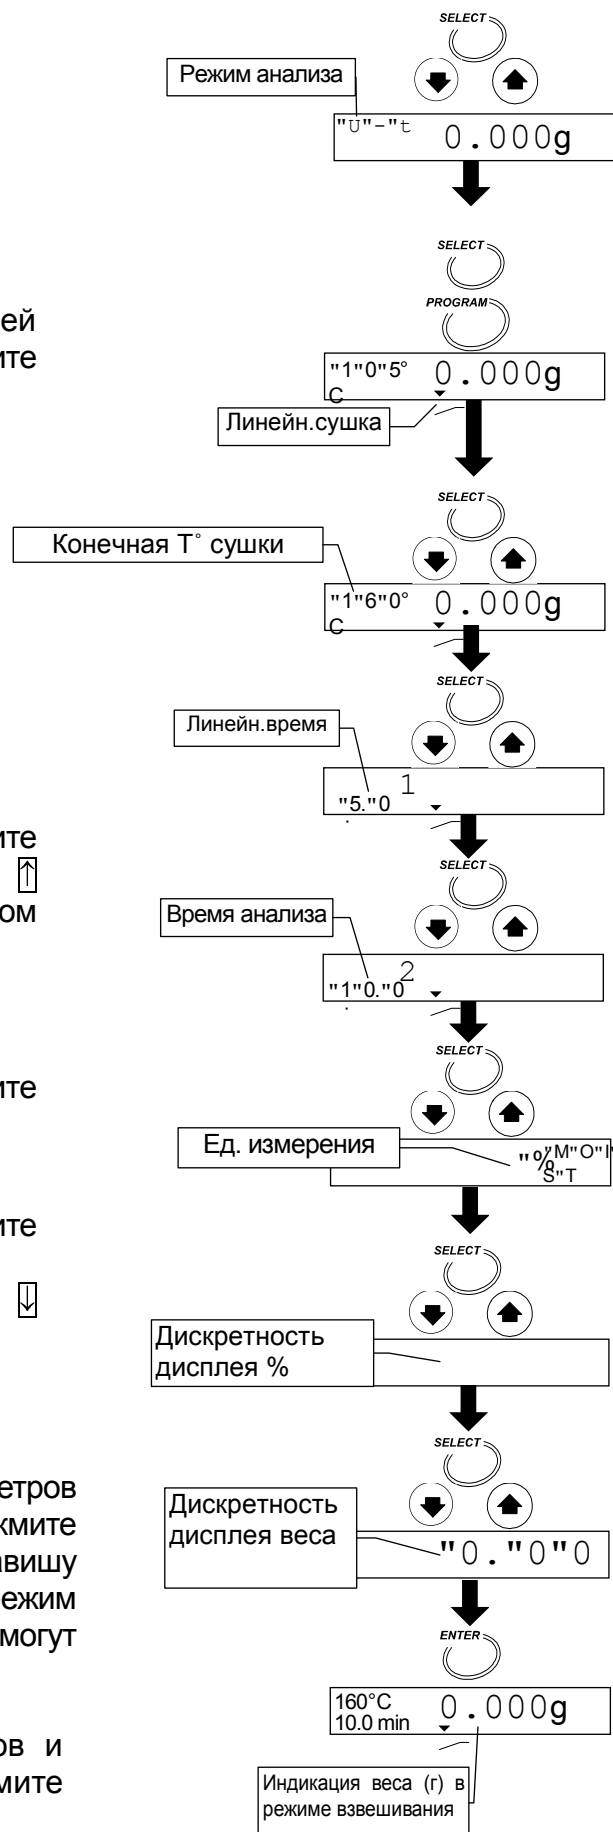 SELECT
Режим анализа
"U"–"t 0.000g
SELECT
ей
PROGRAM
ите
"1"0"5° 0.000g
C
Линейн.сушка
SELECT
Конечная Т° сушки
"1"6"0° 0.000g
C
SELECT
Линейн.время
1
"5."0
ите
↑
SELECT
ом
Время анализа
2
"1"0."0
SELECT
ите
Ед. измерения
"%"M"O"I"
S"T
ите
SELECT
↓
Дискретность
дисплея %
SELECT
етров
Дискретность
жмите
дисплея веса
авишу
"0."0"0
режим
могут
ENTER
160°C 0.000g
10.0 min
ов и
мите
Индикация веса (г) в
режиме взвешивания